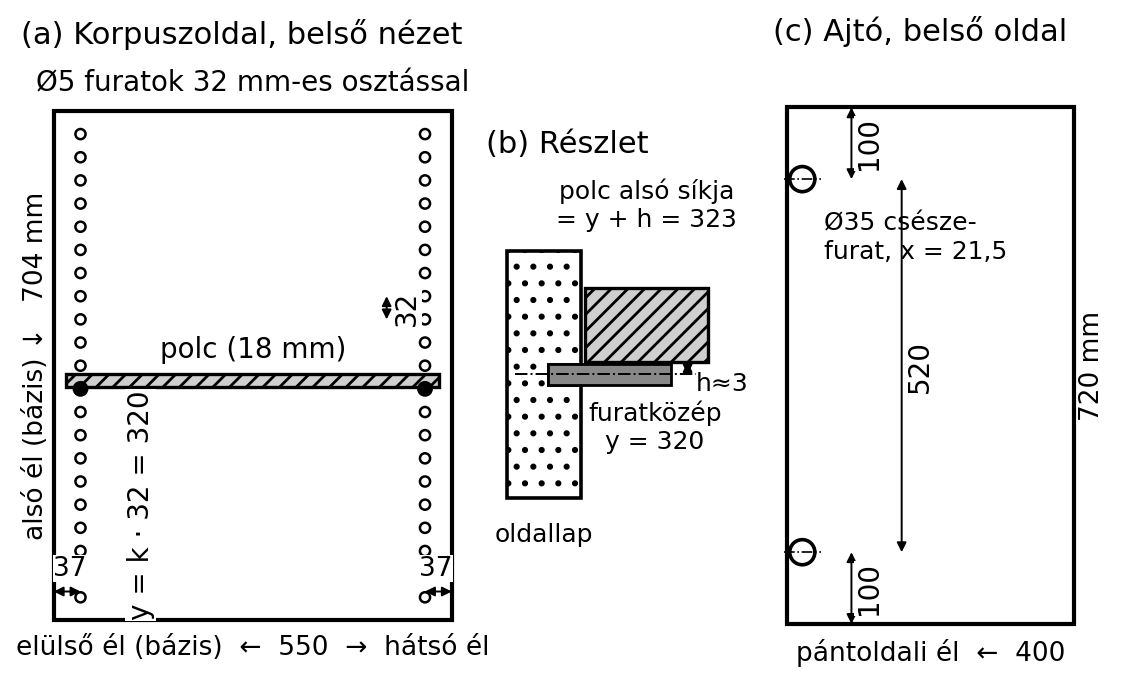 (a) Korpuszoldal, belső nézet
Ø5 furatok 32 mm-es osztással
alsó él (bázis) ↓ 704 mm
32
polc (18 mm)
y = k · 32 = 320
37
37
elülső él (bázis) ← 550 → hátsó él
(b) Részlet
polc alsó síkja
= y + h = 323
h≈3
furatközép
y = 320
oldallap
(c) Ajtó, belső oldal
100
Ø35 csésze-
furat, x = 21,5
520
720 mm
100
pántoldali él ← 400